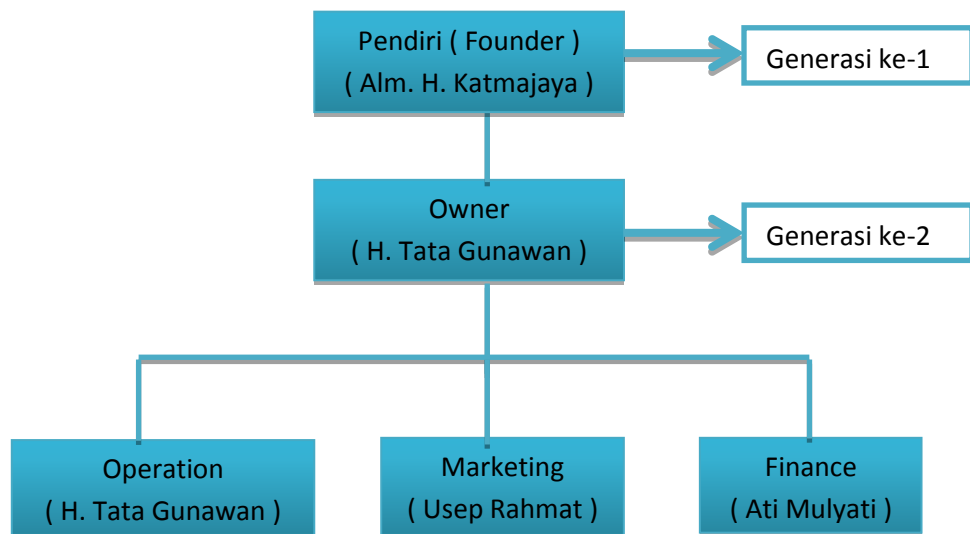 Pendiri ( Founder )
( Alm. H. Katmajaya )
Generasi ke-1
Owner
( H. Tata Gunawan )
Generasi ke-2
Operation
( H. Tata Gunawan )
Marketing
( Usep Rahmat )
Finance
( Ati Mulyati )